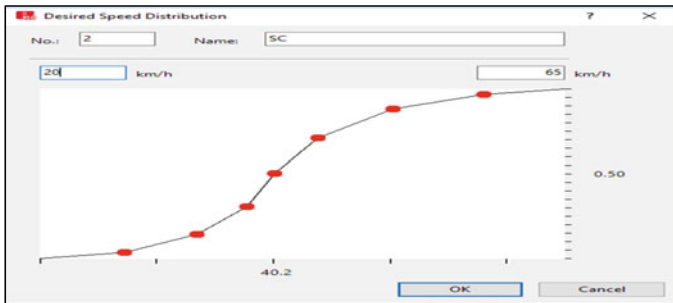 Desired Speed Distribution ? ×
No.: 2 Name: SC
20 km/h 65 km/h
0.50
40.2
OK Cancel